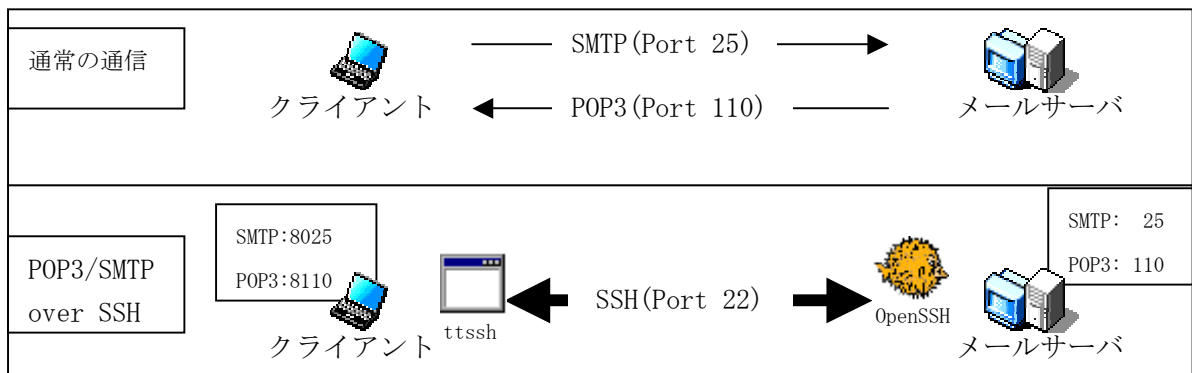 通常の通信
SMTP(Port 25)
POP3(Port 110)
クライアント
メールサーバ
POP3/SMTP
over SSH
SMTP:8025
POP3:8110
クライアント
ttssh
SSH(Port 22)
OpenSSH
SMTP: 25
POP3: 110
メールサーバ